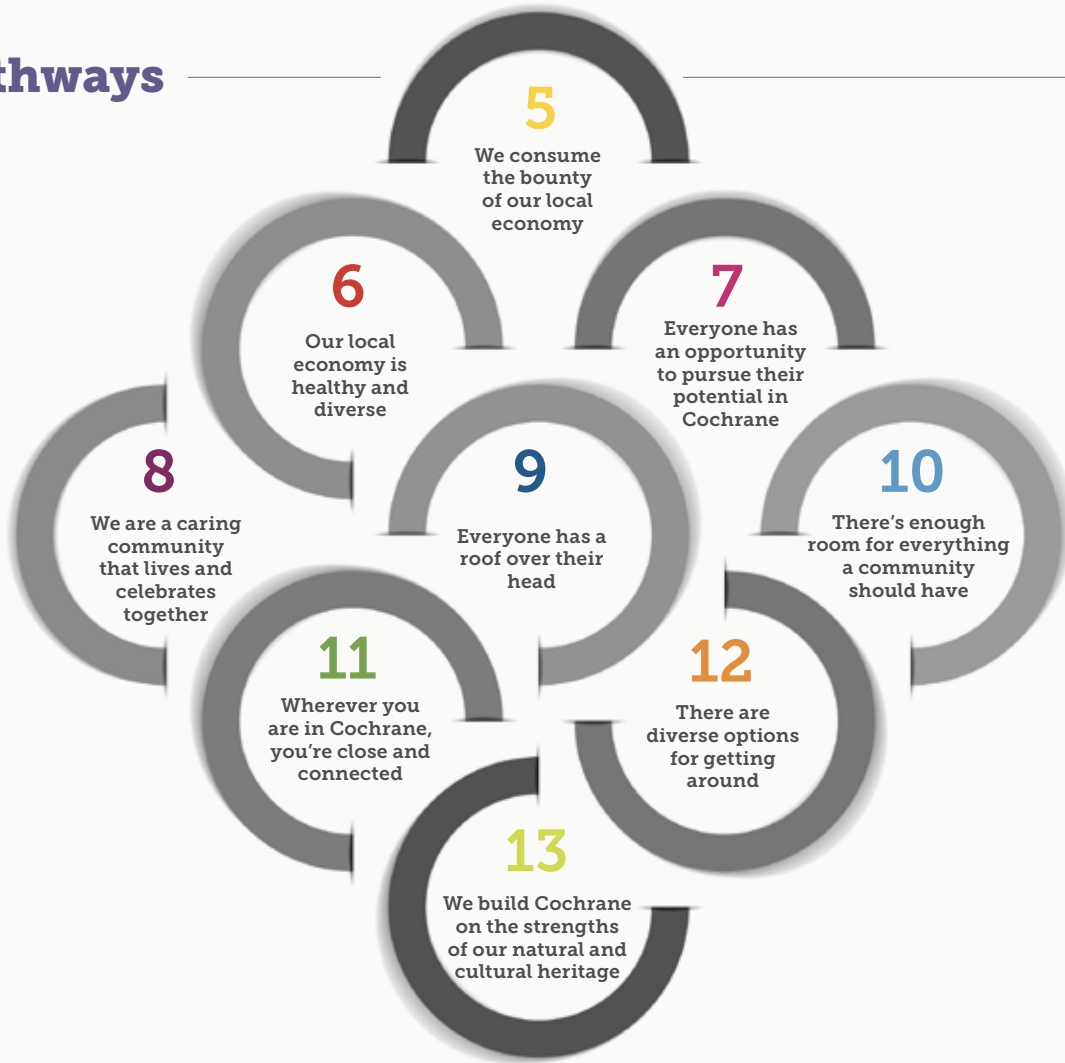 5
We consume
the bounty
of our local
economy
6
Our local
economy is
healthy and
diverse
7
Everyone has
an opportunity
to pursue their
potential in
Cochrane
8
We are a caring
community
that lives and
celebrates
together
9
Everyone has a
roof over their
head
10
There's enough
room for everything
a community
should have
11
Wherever you
are in Cochrane,
you're close and
connected
12
There are
diverse options
for getting
around
13
We build Cochrane
on the strengths
of our natural and
cultural heritage